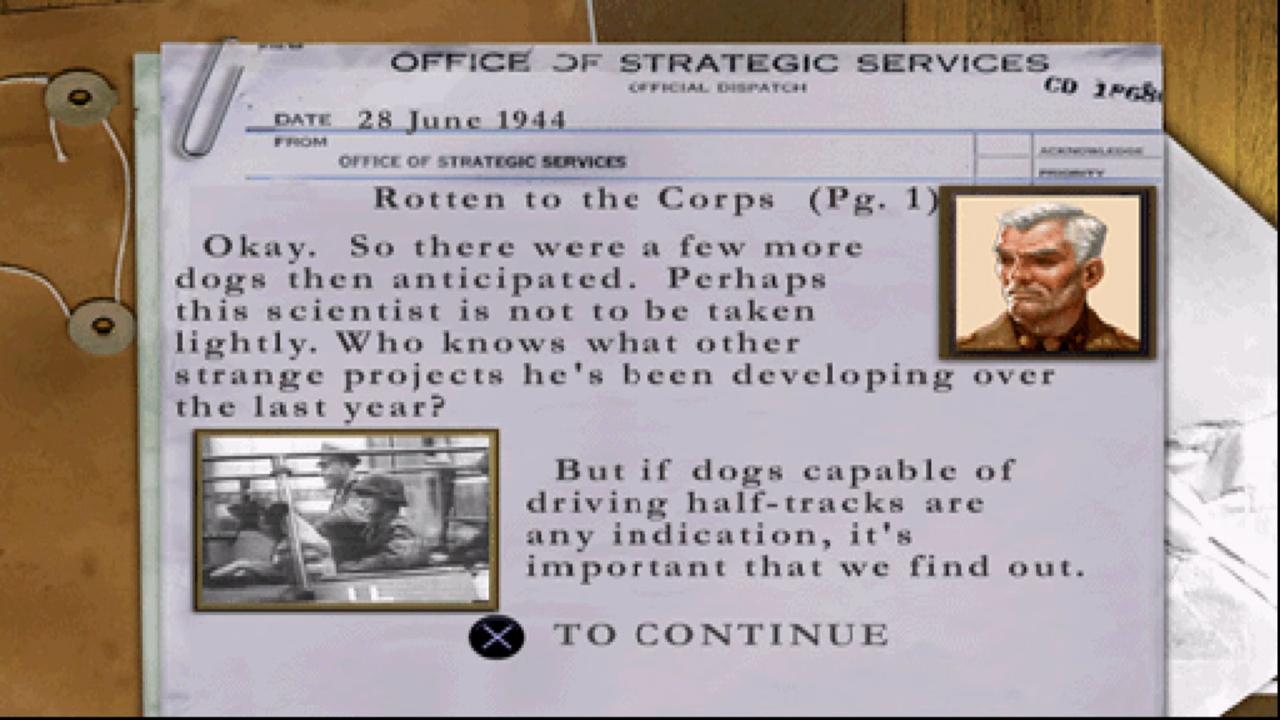 OFFICE OF STRATEGIC SERVICES
OFFICIAL DISPATCH
DATE 28 June 1944
FROM
OFFICE OF STRATEGIC SERVICES
ACKNOWLEDGE
PRIORITY
Rotten to the Corps (Pg. 1)
Okay. So there were a few more
dogs then anticipated. Perhaps
this scientist is not to be taken
lightly. Who knows what other
strange projects he's been developing over
the last year?
But if dogs capable of
driving half-tracks are
any indication, it's
important that we find out.
TO CONTINUE